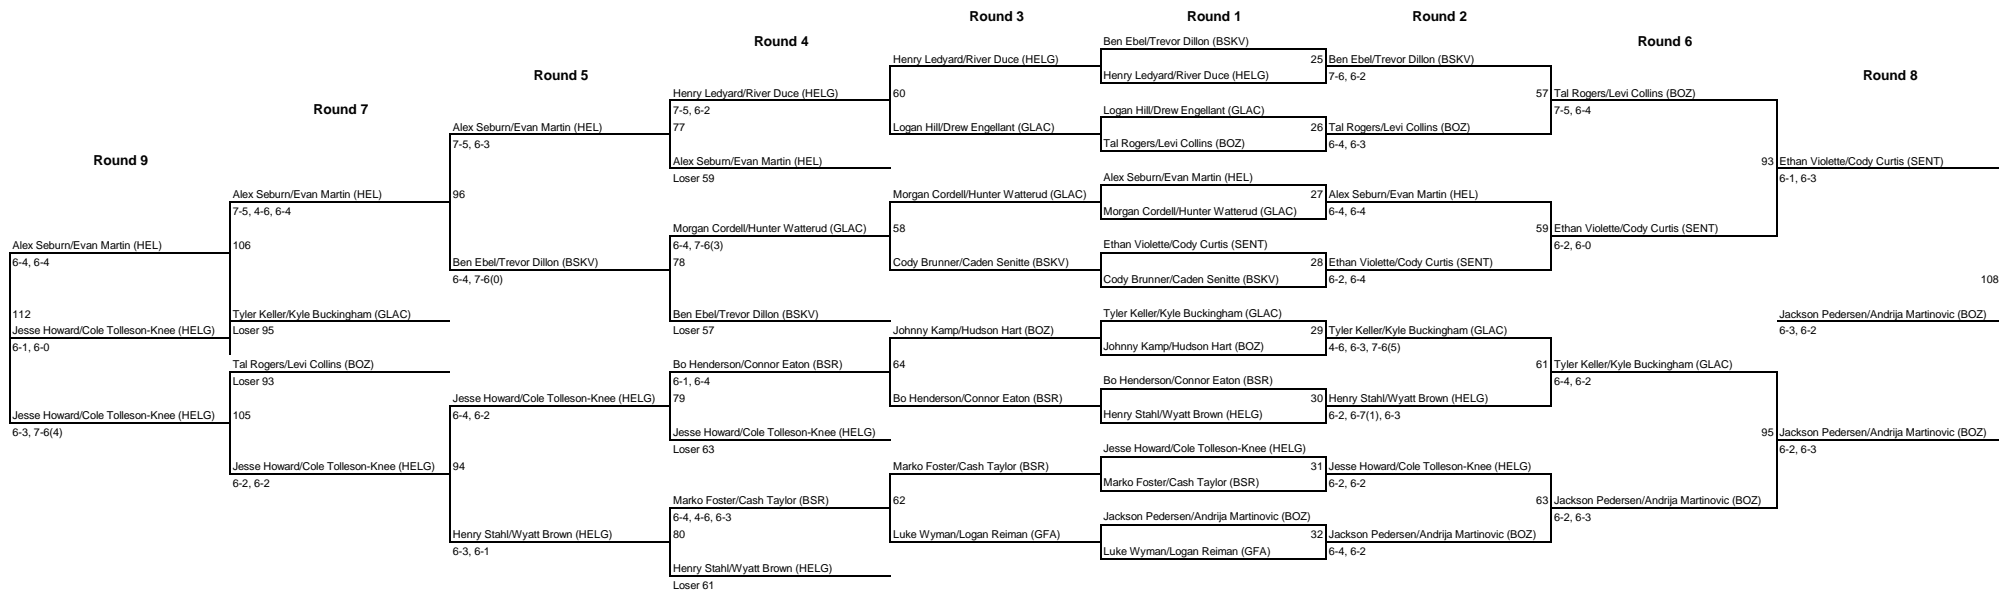 Round 9
Alex Seburn/Evan Martin (HEL)
6-4, 6-4
112
Jesse Howard/Cole Tolleson-Knee (HELG)
6-1, 6-0
Jesse Howard/Cole Tolleson-Knee (HELG)
6-3, 7-6(4)
Round 7
Alex Seburn/Evan Martin (HEL)
7-5, 4-6, 6-4
106
Tyler Keller/Kyle Buckingham (GLAC)
Loser 95
Tal Rogers/Levi Collins (BOZ)
Loser 93
105
Jesse Howard/Cole Tolleson-Knee (HELG)
6-2, 6-2
Round 5
Alex Seburn/Evan Martin (HEL)
7-5, 6-3
96
Ben Ebel/Trevor Dillon (BSKV)
6-4, 7-6(0)
Jesse Howard/Cole Tolleson-Knee (HELG)
6-4, 6-2
94
Henry Stahl/Wyatt Brown (HELG)
6-3, 6-1
Round 4
Henry Ledyard/River Duce (HELG)
7-5, 6-2
77
Alex Seburn/Evan Martin (HEL)
Loser 59
Morgan Cordell/Hunter Watterud (GLAC)
6-4, 7-6(3)
78
Ben Ebel/Trevor Dillon (BSKV)
Loser 57
Bo Henderson/Connor Eaton (BSR)
6-1, 6-4
79
Jesse Howard/Cole Tolleson-Knee (HELG)
Loser 63
Marko Foster/Cash Taylor (BSR)
6-4, 4-6, 6-3
80
Henry Stahl/Wyatt Brown (HELG)
Loser 61
Round 3
Henry Ledyard/River Duce (HELG)
60
Logan Hill/Drew Engellant (GLAC)
Morgan Cordell/Hunter Watterud (GLAC)
58
Cody Brunner/Caden Senitte (BSKV)
Johnny Kamp/Hudson Hart (BOZ)
64
Bo Henderson/Connor Eaton (BSR)
Marko Foster/Cash Taylor (BSR)
62
Luke Wyman/Logan Reiman (GFA)
Round 1
Ben Ebel/Trevor Dillon (BSKV)
25
Henry Ledyard/River Duce (HELG)
Logan Hill/Drew Engellant (GLAC)
26
Tal Rogers/Levi Collins (BOZ)
Alex Seburn/Evan Martin (HEL)
27
Morgan Cordell/Hunter Watterud (GLAC)
Ethan Violette/Cody Curtis (SENT)
28
Cody Brunner/Caden Senitte (BSKV)
Tyler Keller/Kyle Buckingham (GLAC)
29
Johnny Kamp/Hudson Hart (BOZ)
Bo Henderson/Connor Eaton (BSR)
30
Henry Stahl/Wyatt Brown (HELG)
Jesse Howard/Cole Tolleson-Knee (HELG)
31
Marko Foster/Cash Taylor (BSR)
Jackson Pedersen/Andrija Martinovic (BOZ)
32
Luke Wyman/Logan Reiman (GFA)
Round 2
Ben Ebel/Trevor Dillon (BSKV)
7-6, 6-2
57
Tal Rogers/Levi Collins (BOZ)
6-4, 6-3
Alex Seburn/Evan Martin (HEL)
6-4, 6-4
59
Ethan Violette/Cody Curtis (SENT)
6-2, 6-4
Tyler Keller/Kyle Buckingham (GLAC)
4-6, 6-3, 7-6(5)
61
Henry Stahl/Wyatt Brown (HELG)
6-2, 6-7(1), 6-3
Jesse Howard/Cole Tolleson-Knee (HELG)
6-2, 6-2
63
Jackson Pedersen/Andrija Martinovic (BOZ)
6-4, 6-2
Round 6
Tal Rogers/Levi Collins (BOZ)
7-5, 6-4
93
Ethan Violette/Cody Curtis (SENT)
6-2, 6-0
Tyler Keller/Kyle Buckingham (GLAC)
6-4, 6-2
95
Jackson Pedersen/Andrija Martinovic (BOZ)
6-2, 6-3
Round 8
Ethan Violette/Cody Curtis (SENT)
6-1, 6-3
108
Jackson Pedersen/Andrija Martinovic (BOZ)
6-3, 6-2
Jackson Pedersen/Andrija Martinovic (BOZ)
6-2, 6-3